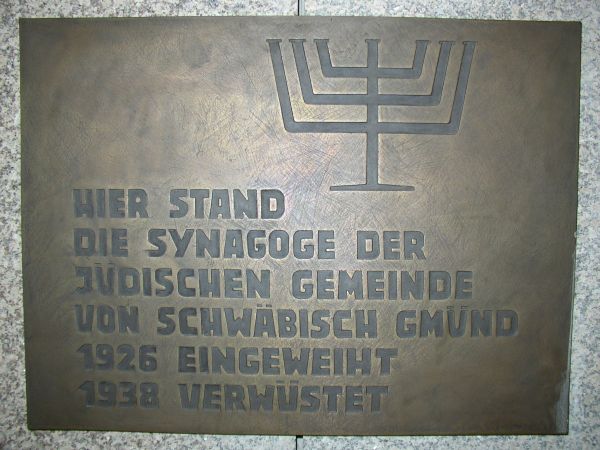 HIER STAND
DIE SYNAGOGE DER
JÜDISCHEN GEMEINDE
VON SCHWÄBISCH GMÜND
1926 EINGEWEIHT
1938 VERWÜSTET